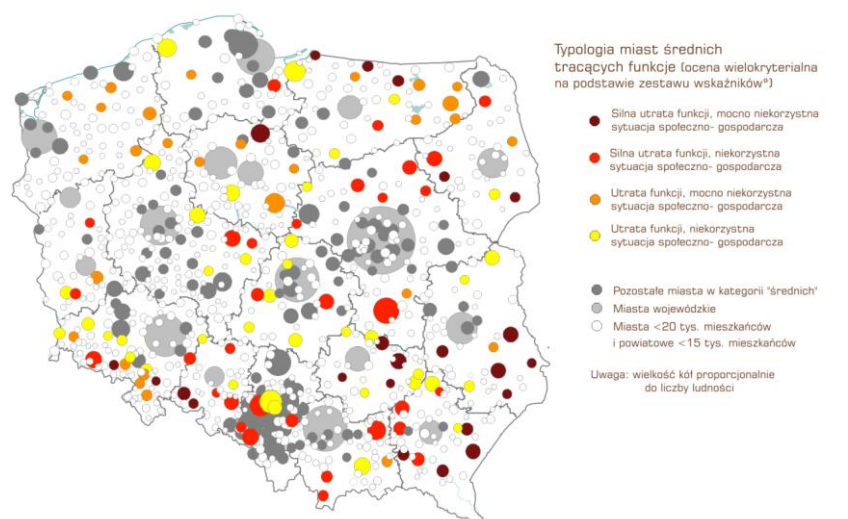 Typologia miast średnich
tracących funkcje (ocena wielokryterialna
na podstawie zestawu wskaźników*)
Silna utrata funkcji, mocno niekorzystna
sytuacja społeczno- gospodarcza
Silna utrata funkcji, niekorzystna
sytuacja społeczno- gospodarcza
Utrata funkcji, mocno niekorzystna
sytuacja społeczno- gospodarcza
Utrata funkcji, niekorzystna
sytuacja społeczno- gospodarcza
Pozostałe miasta w kategorii "średnich"
Miasta wojewódzkie
Miasta <20 tys. mieszkańców
i powiatowe <15 tys. mieszkańców
Uwaga: wielkość kół proporcjonalnie
do liczby ludności